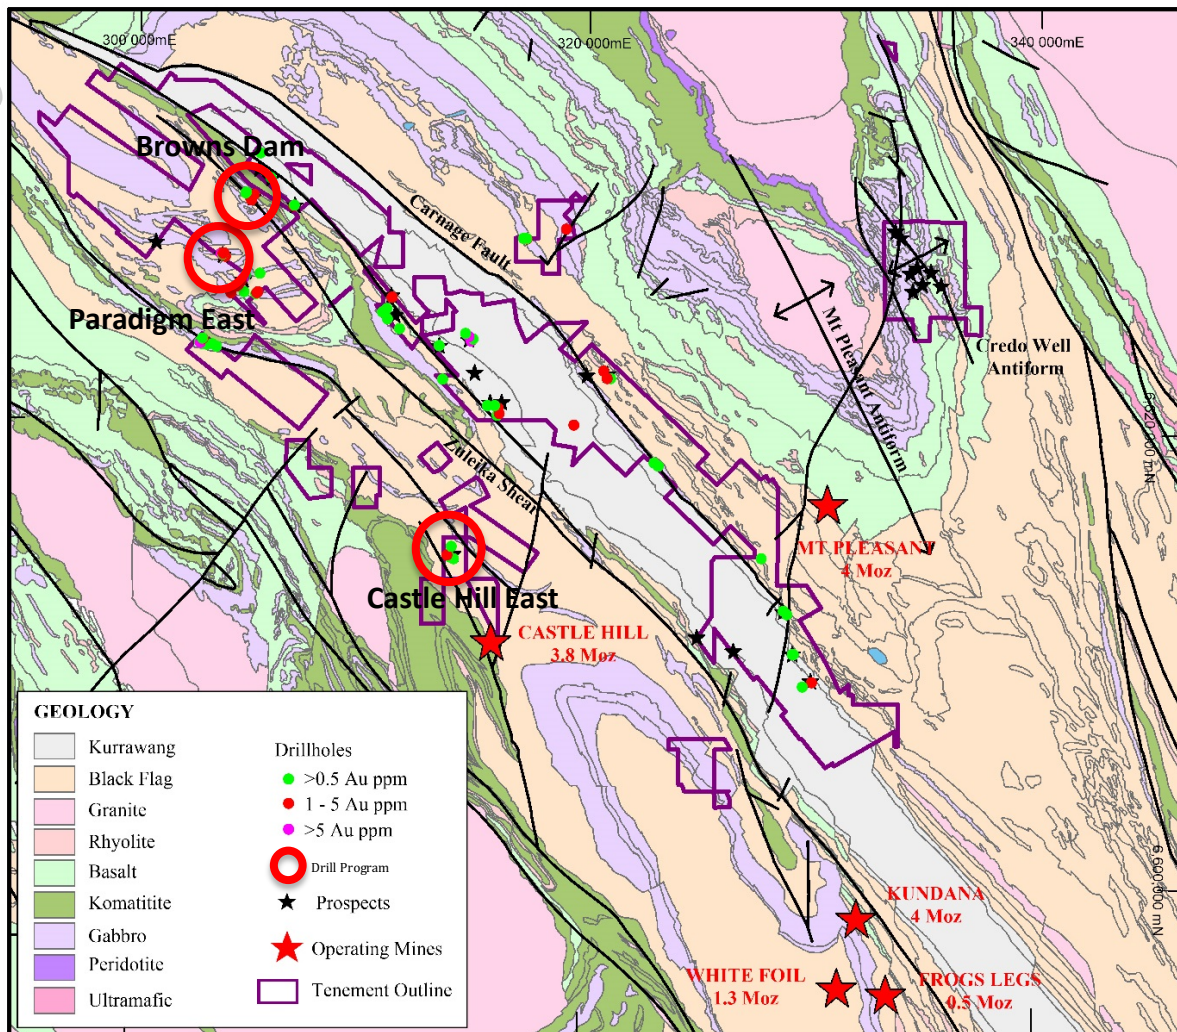 300 000mE
320 000mE
340 000mE
Browns Dam
Carnage Fault
Paradigm East
Mt Pleasant Antiform
Credo Well
Antiform
6 620 000 mN
Zuleika Shear
MT PLEASANT
4 Moz
Castle Hill East
CASTLE HILL
3.8 Moz
GEOLOGY
Kurrawang
Black Flag
Granite
Rhyolite
Basalt
Komatitite
Gabbro
Peridotite
Ultramafic
Drillholes
>0.5 Au ppm
1 - 5 Au ppm
>5 Au ppm
Drill Program
Prospects
Operating Mines
Tenement Outline
6 600 000 mN
KUNDANA
4 Moz
WHITE FOIL
1.3 Moz
FROGS LEGS
0.5 Moz